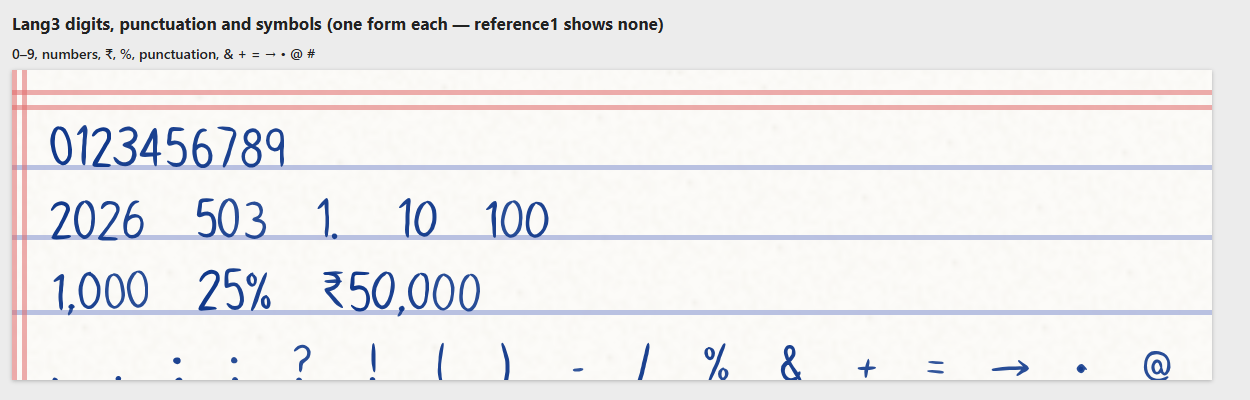 Lang3 digits, punctuation and symbols (one form each — reference1 shows none)
0–9, numbers, ₹, %, punctuation, & + = → • @ #
0123456789
2026 503 1. 10 100
1,000 25% ₹50,000
. , : ; ? ! ( ) - / % & + = → • @